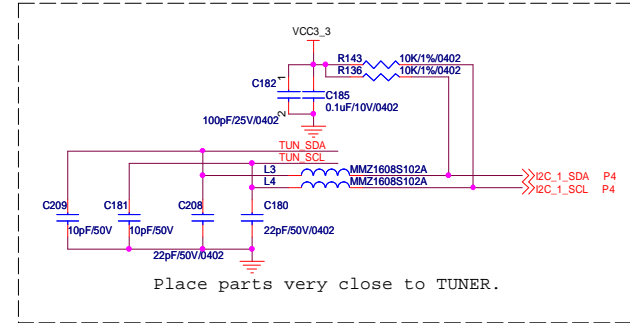 VCC3_3
R143 10K/1%/0402
R136 10K/1%/0402
C182 1
C185
0.1uF/10V/0402
2
100pF/25V/0402
TUN_SDA
TUN_SCL
L3 MMZ1608S102A
I2C_1_SDA P4
L4 MMZ1608S102A
I2C_1_SCL P4
C209 C181 C208 C180
10pF/50V 10pF/50V 22pF/50V/0402
22pF/50V/0402
Place parts very close to TUNER.